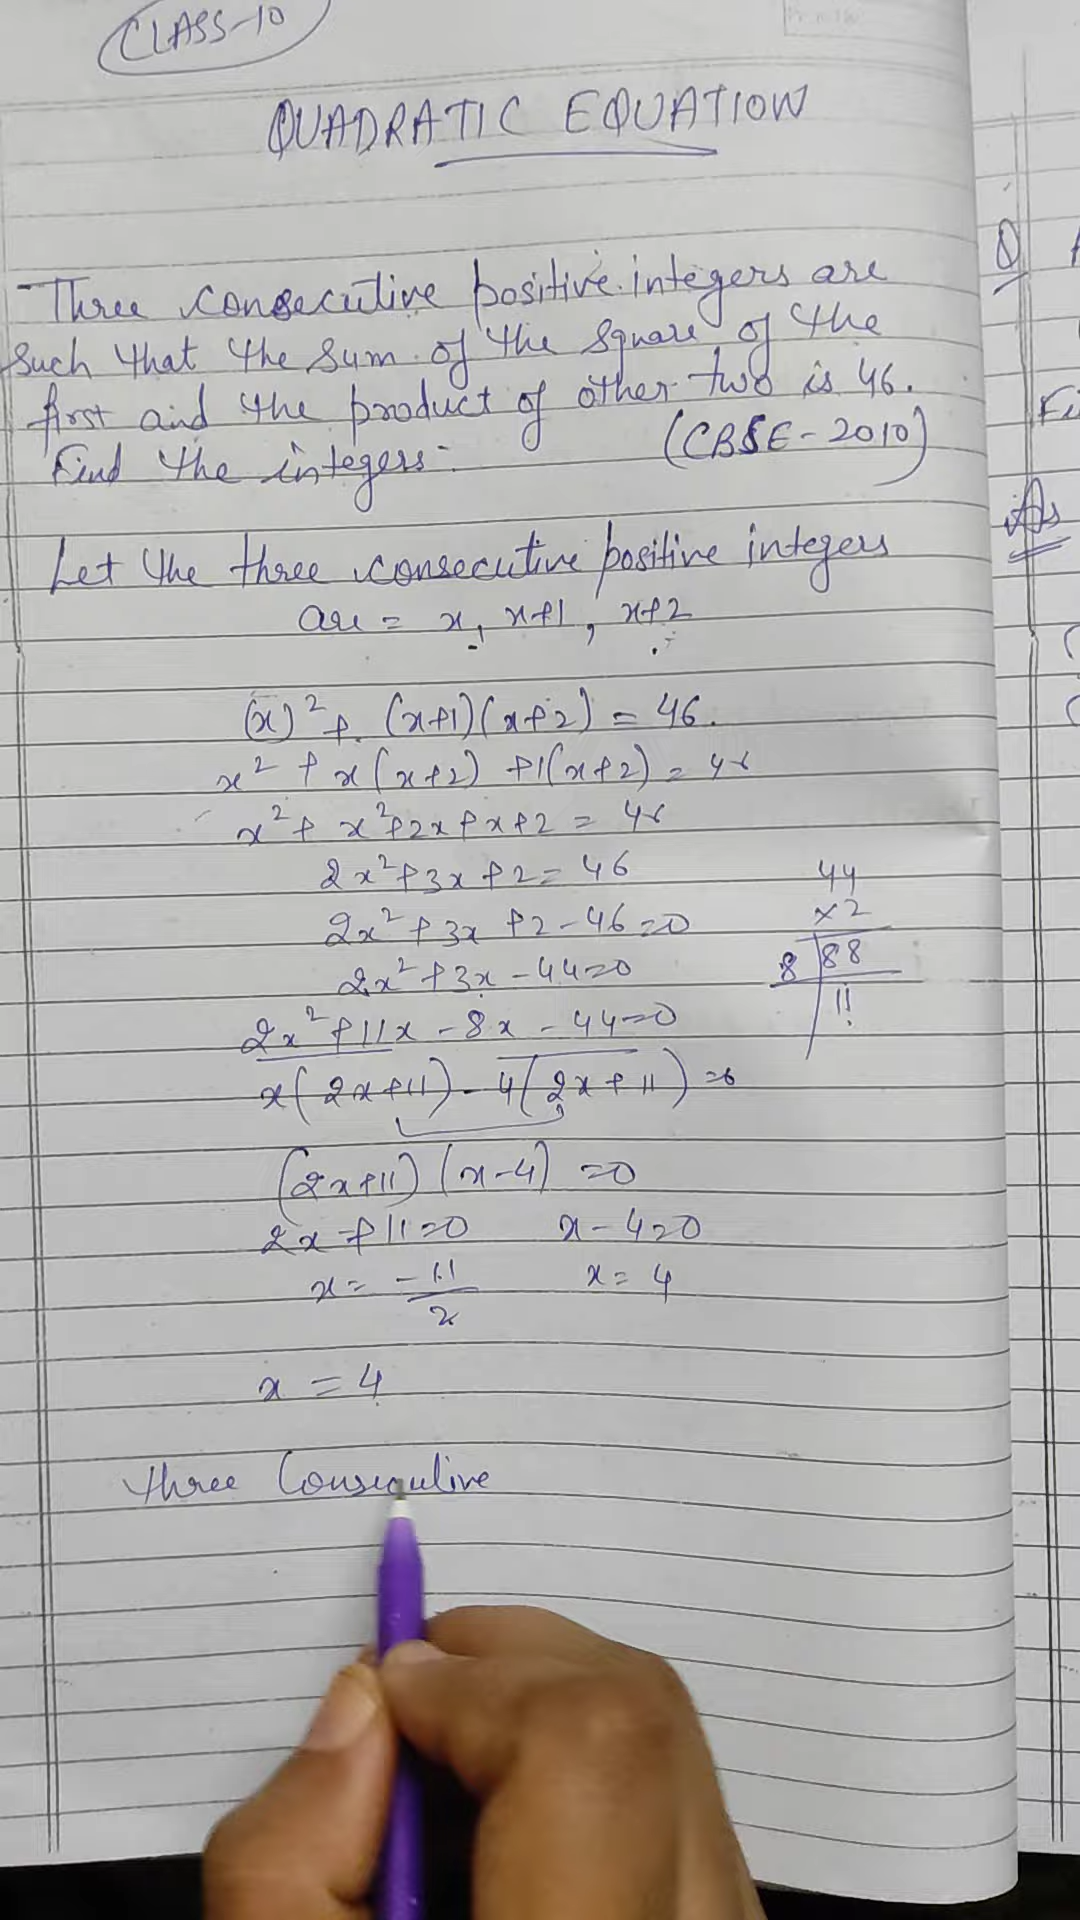 CLASS-10
QUADRATIC EQUATION
Three consecutive positive integers are
such that the sum of the square of the
first and the product of other two is 46.
Find the integers. (CBSE-2010)
Let the three consecutive positive integers
are = x, x+1, x+2
(x)² + (x+1)(x+2) = 46.
x² + x(x+2) +1(x+2) = 46
x² + x²+2x+x+2 = 46
2x²+3x+2 = 46
2x²+3x+2-46=0
2x²+3x-44=0
2x²+11x-8x-44=0
x(2x+11)-4(2x+11)=0
(2x+11)(x-4)=0
2x+11=0 x-4=0
x=-11/2 x=4
x=4
three Consecutive
44
×2
8 88
11
Q
Fi
As